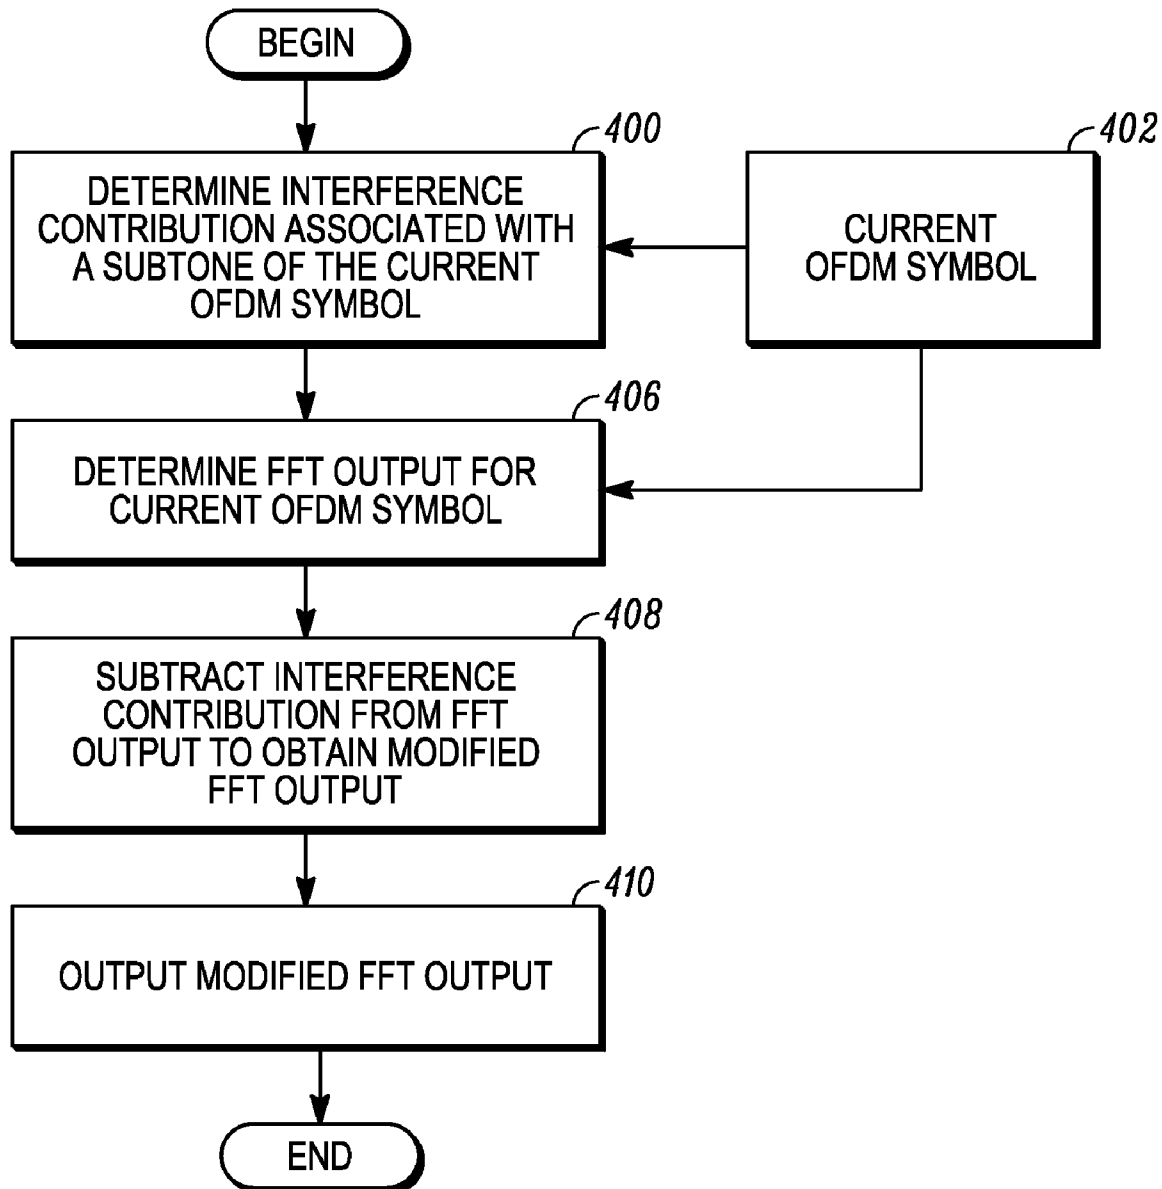 BEGIN
400
DETERMINE INTERFERENCE
CONTRIBUTION ASSOCIATED WITH
A SUBTONE OF THE CURRENT
OFDM SYMBOL
402
CURRENT
OFDM SYMBOL
406
DETERMINE FFT OUTPUT FOR
CURRENT OFDM SYMBOL
408
SUBTRACT INTERFERENCE
CONTRIBUTION FROM FFT
OUTPUT TO OBTAIN MODIFIED
FFT OUTPUT
410
OUTPUT MODIFIED FFT OUTPUT
END